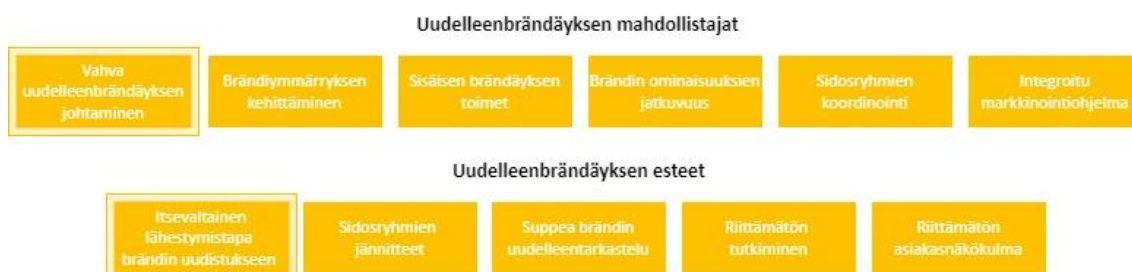 Uudelleenbrändäyksen mahdollistajat
Vahva
uudelleenbrändäyksen
johtaminen
Brändiymmärryksen
kehittäminen
Sisäisen brändäyksen
toimet
Brändin ominaisuuksien
jatkuvuus
Sidosryhmien
koordinointi
Integroitu
markkinointiohjelma
Uudelleenbrändäyksen esteet
Itsevaltainen
lähestymistapa
brändin uudistukseen
Sidosryhmien
jännitteet
Suppea brändin
uudelleentarkastelu
Riittämätön
tutkiminen
Riittämätön
asiakasnäkökulma